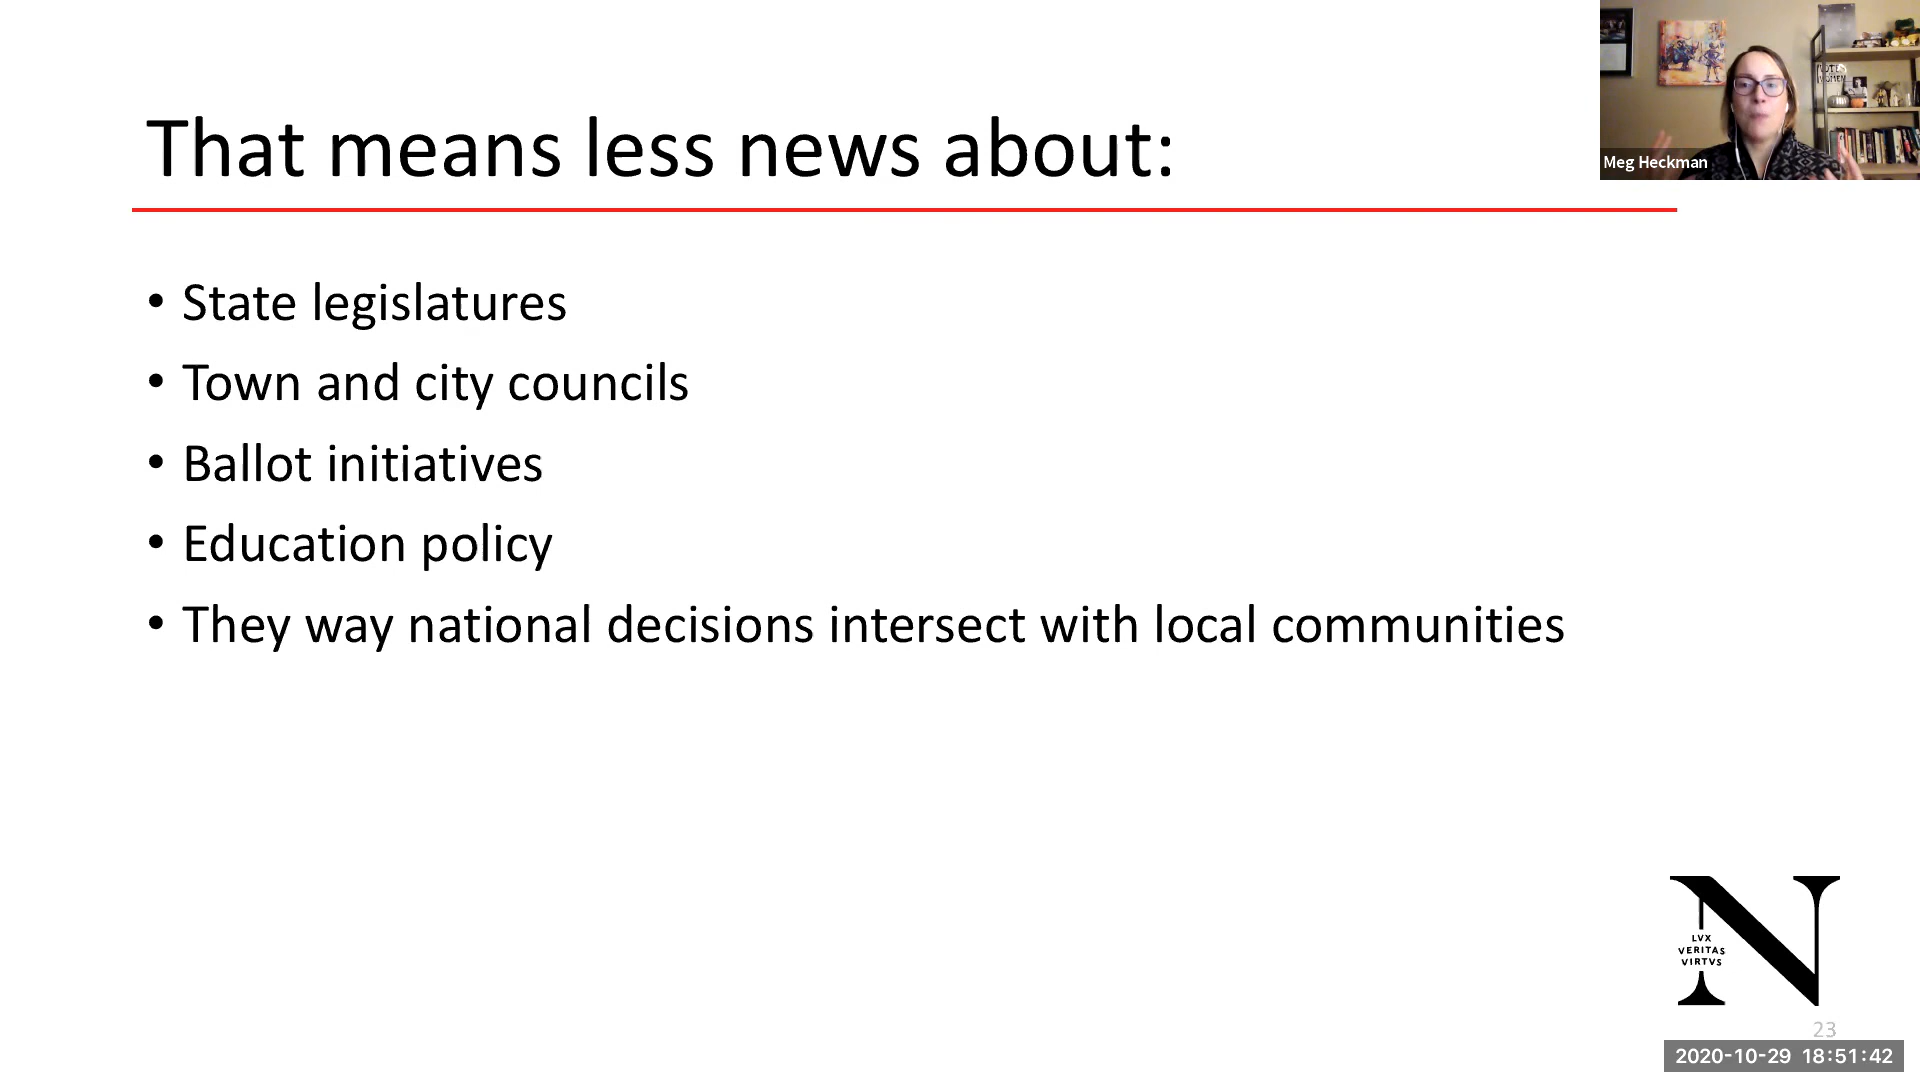 That means less news about:
Meg Heckman
• State legislatures
• Town and city councils
• Ballot initiatives
• Education policy
• They way national decisions intersect with local communities
LVX
VERITAS
VIRTVS
23
2020-10-29 18:51:42